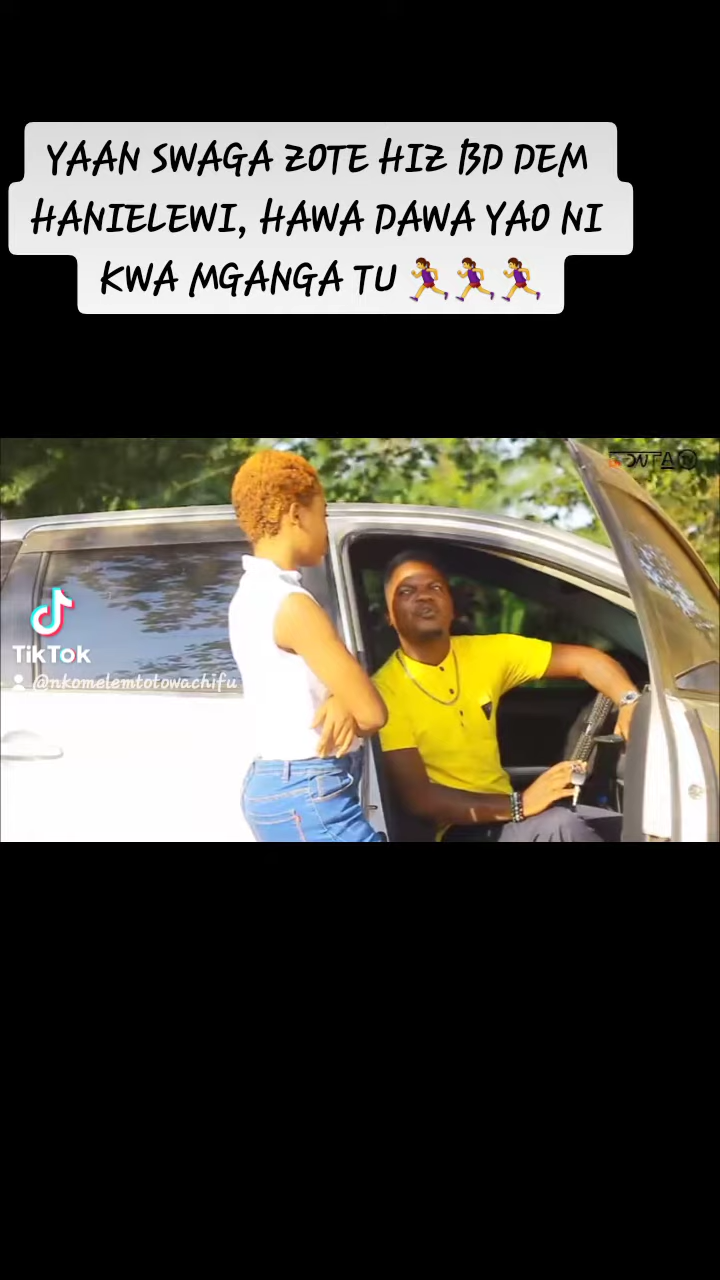 YAAN SWAGA ZOTE HIZ BD DEM
HANIELEWI, HAWA DAWA YAO NI
KWA MGANGA TU 🏃‍♀️🏃‍♀️🏃‍♀️
TikTok
@nkomelemtotowachifu